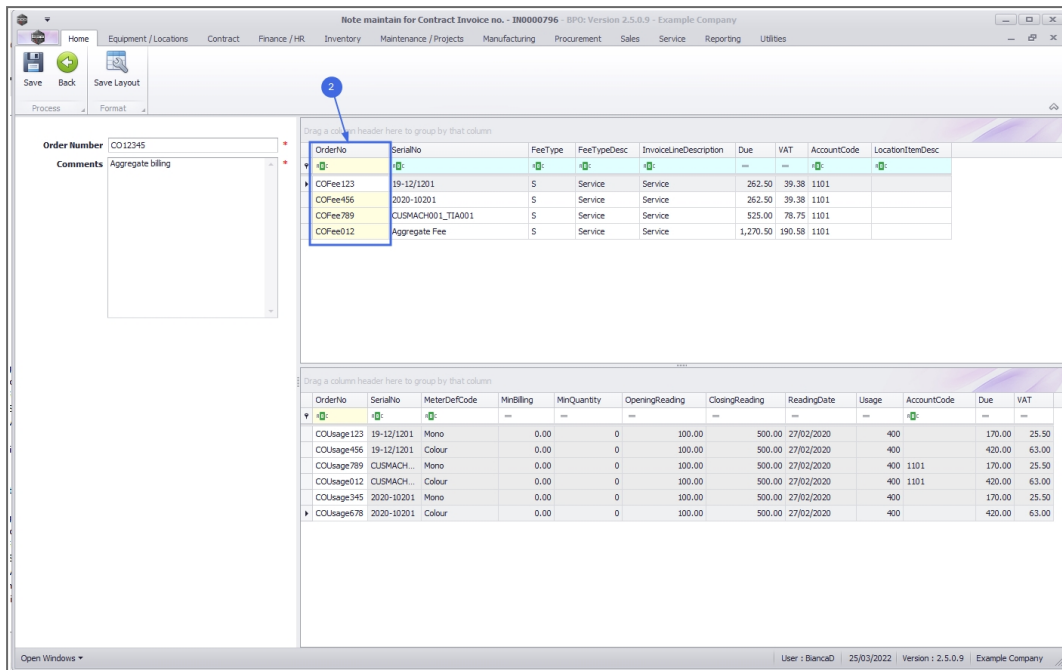 Note maintain for Contract Invoice no. - IN0000796 - BPO: Version 2.5.0.9 - Example Company
Home Equipment / Locations Contract Finance / HR Inventory Maintenance / Projects Manufacturing Procurement Sales Service Reporting Utilities
Save Back Save Layout
Process Format
2
Order Number CO12345 *
Comments Aggregate billing *
Drag a column header here to group by that column
OrderNo SerialNo FeeType FeeTypeDesc InvoiceLineDescription Due VAT AccountCode LocationItemDesc
COFee123 19-12/1201 S Service Service 262.50 39.38 1101
COFee456 2020-10201 S Service Service 262.50 39.38 1101
COFee789 CUSMACH001_TIA001 S Service Service 525.00 78.75 1101
COFee012 Aggregate Fee S Service Service 1,270.50 190.58 1101
Drag a column header here to group by that column
OrderNo SerialNo MeterDefCode MinBilling MinQuantity OpeningReading ClosingReading ReadingDate Usage AccountCode Due VAT
COUsage123 19-12/1201 Mono 0.00 0 100.00 500.00 27/02/2020 400 170.00 25.50
COUsage456 19-12/1201 Colour 0.00 0 100.00 500.00 27/02/2020 400 420.00 63.00
COUsage789 CUSMACH... Mono 0.00 0 100.00 500.00 27/02/2020 400 1101 170.00 25.50
COUsage012 CUSMACH... Colour 0.00 0 100.00 500.00 27/02/2020 400 1101 420.00 63.00
COUsage345 2020-10201 Mono 0.00 0 100.00 500.00 27/02/2020 400 170.00 25.50
COUsage678 2020-10201 Colour 0.00 0 100.00 500.00 27/02/2020 400 420.00 63.00
Open Windows User : BiancaD 25/03/2022 Version : 2.5.0.9 Example Company